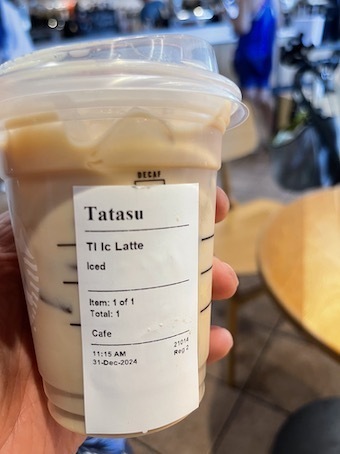 DECAF
Tatasu
Tl Ic Latte
Iced
Item: 1 of 1
Total: 1
Cafe
21014
11:15 AM
Reg 2
31-Dec-2024